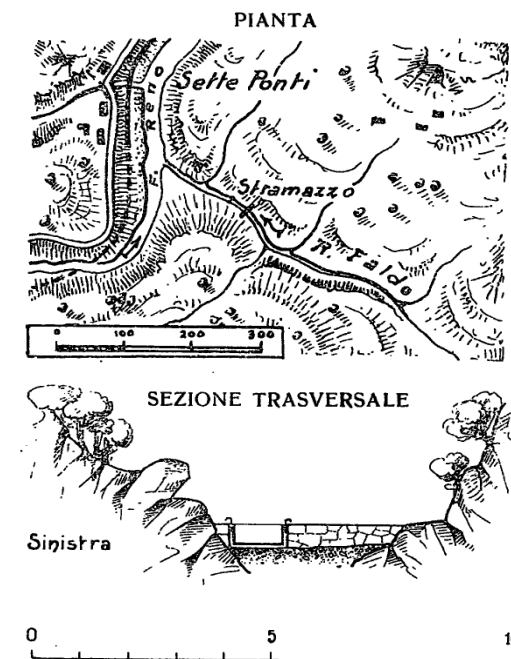 PIANTA
Sette Ponti
F. Reno
Stramazzo
R. Faldo
0 100 200 300
SEZIONE TRASVERSALE
Sinistra
0 5 1